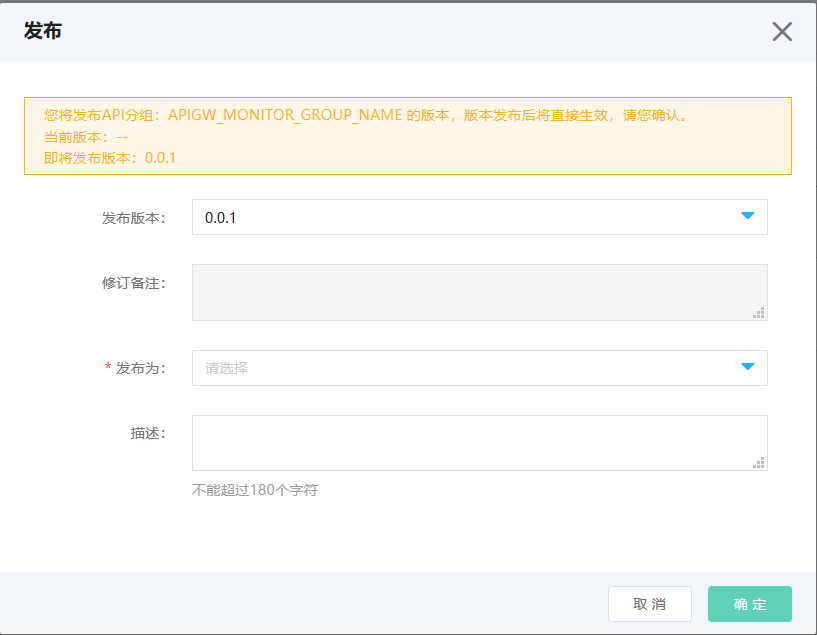 发布
您将发布API分组：APIGW_MONITOR_GROUP_NAME 的版本，版本发布后将直接生效，请您确认。
当前版本：--
即将发布版本：0.0.1
发布版本： 0.0.1
修订备注：
* 发布为： 请选择
描述：
不能超过180个字符
取 消 确 定